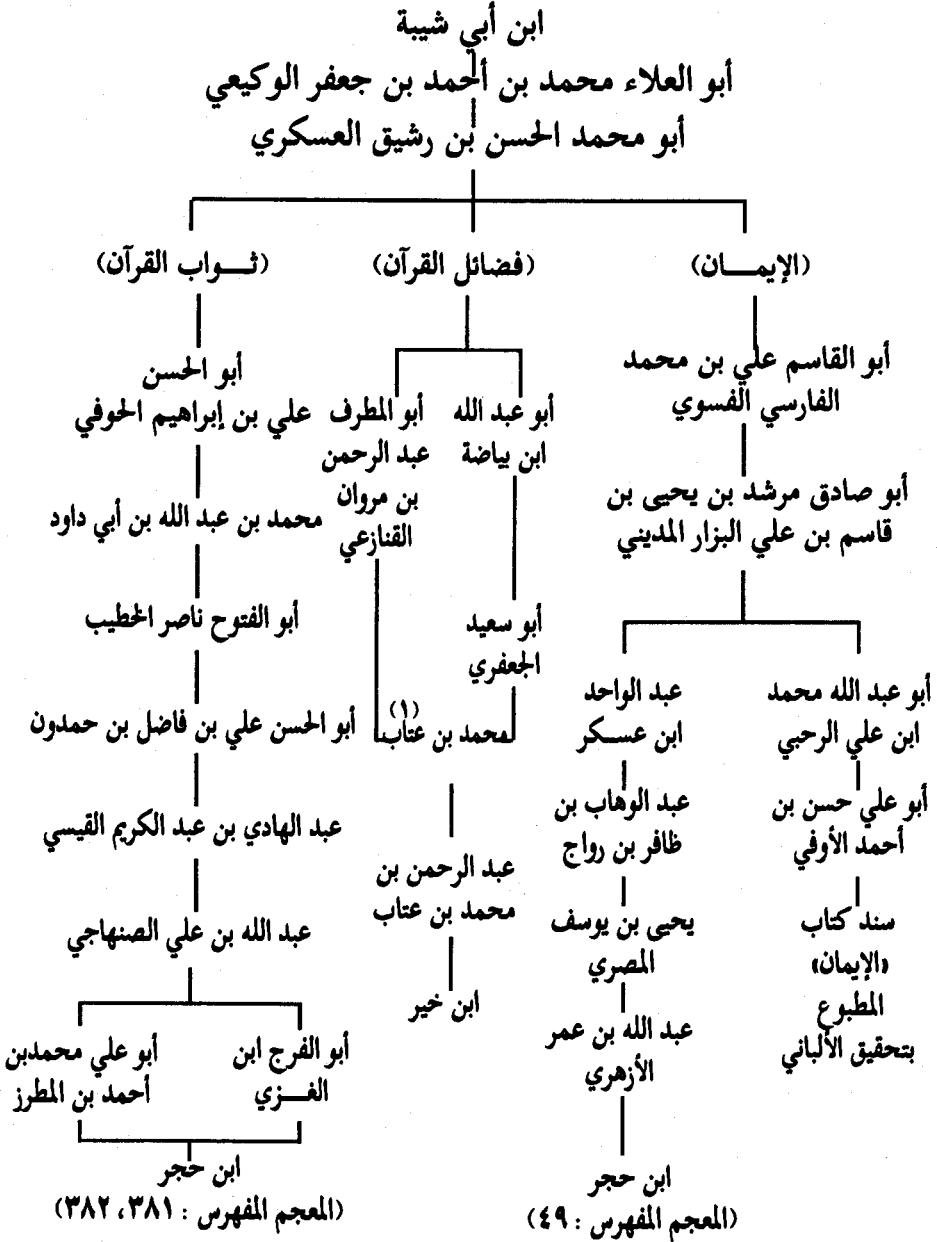 ابن أبي شيبة
أبو العلاء محمد بن أحمد بن جعفر الوكيعي
أبو محمد الحسن بن رشيق العسكري
(الإيمـــان)
أبو القاسم علي بن محمد
الفارسي الفسوي
أبو صادق مرشد بن يحيى بن
قاسم بن علي البزار المديني
أبو عبد الله محمد
ابن علي الرحبي
أبو علي حسن بن
أحمد الأوفي
سند كتاب
«الإيمان»
المطبوع
بتحقيق الألباني
عبد الواحد
ابن عسـكر
عبد الوهاب بن
ظافر بن رواج
يحيى بن يوسف
المصري
عبد الله بن عمر
الأزهري
ابن حجر
(المعجم المفهرس : ٤٩)
(فضائل القرآن)
أبو عبد الله
ابن بياضة
أبو سعيد
الجعفري
أبو المطرف
عبد الرحمن
بن مروان
القنازعي
محمد بن عتاب (١)
عبد الرحمن بن
محمد بن عتاب
ابن خير
(ثـــواب القرآن)
أبو الحسن
علي بن إبراهيم الحوفي
محمد بن عبد الله بن أبي داود
أبو الفتوح ناصر الخطيب
أبو الحسن علي بن فاضل بن حمدون
عبد الهادي بن عبد الكريم القيسي
عبد الله بن علي الصنهاجي
أبو الفرج ابن
الغـــزي
أبو علي محمدبن
أحمد بن المطرز
ابن حجر
(المعجم المفهرس : ٣٨١، ٣٨٢)